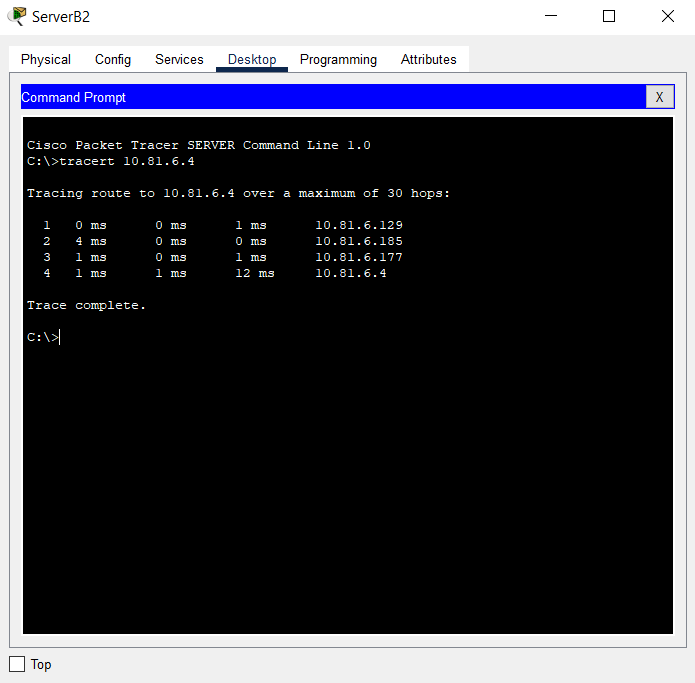 ServerB2
Physical Config Services Desktop Programming Attributes
Command Prompt X
Cisco Packet Tracer SERVER Command Line 1.0
C:\>tracert 10.81.6.4
Tracing route to 10.81.6.4 over a maximum of 30 hops:
1 0 ms 0 ms 1 ms 10.81.6.129
2 4 ms 0 ms 0 ms 10.81.6.185
3 1 ms 0 ms 1 ms 10.81.6.177
4 1 ms 1 ms 12 ms 10.81.6.4
Trace complete.
C:\>
Top